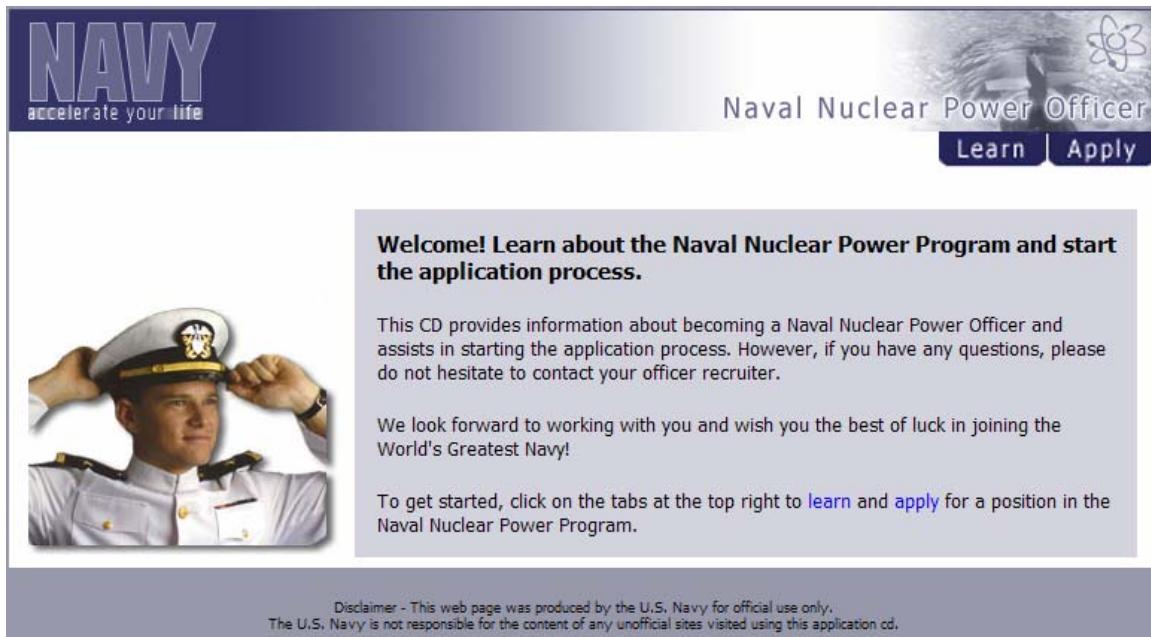 NAVY
accelerate your life
Naval Nuclear Power Officer
Learn Apply
Welcome! Learn about the Naval Nuclear Power Program and start
the application process.
This CD provides information about becoming a Naval Nuclear Power Officer and
assists in starting the application process. However, if you have any questions, please
do not hesitate to contact your officer recruiter.
We look forward to working with you and wish you the best of luck in joining the
World's Greatest Navy!
To get started, click on the tabs at the top right to learn and apply for a position in the
Naval Nuclear Power Program.
Disclaimer - This web page was produced by the U.S. Navy for official use only.
The U.S. Navy is not responsible for the content of any unofficial sites visited using this application cd.